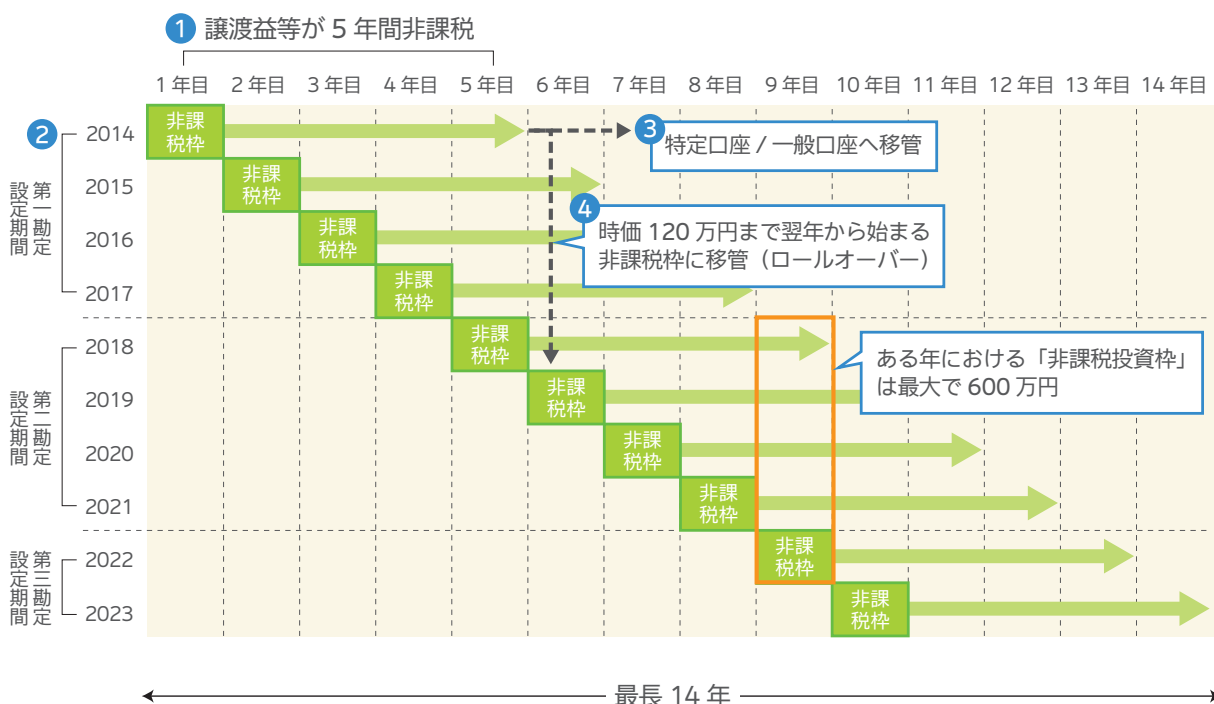 1 譲渡益等が 5 年間非課税
1 年目 2 年目 3 年目 4 年目 5 年目 6 年目 7 年目 8 年目 9 年目 10 年目 11 年目 12 年目 13 年目 14 年目
2
第一勘定
設定期間
2014
非課
税枠
3 特定口座 / 一般口座へ移管
2015
非課
税枠
4 時価 120 万円まで翌年から始まる
非課税枠に移管（ロールオーバー）
2016
非課
税枠
2017
非課
税枠
第二勘定
設定期間
2018
非課
税枠
ある年における「非課税投資枠」
は最大で 600 万円
2019
非課
税枠
2020
非課
税枠
2021
非課
税枠
第三勘定
設定期間
2022
非課
税枠
2023
非課
税枠
最長 14 年